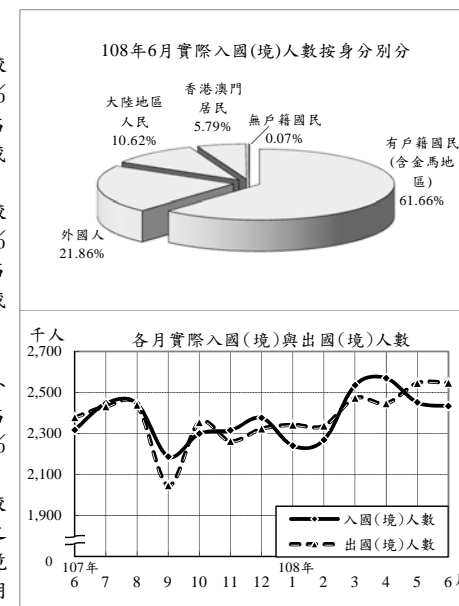 108年6月實際入國(境)人數按身分別分
香港澳門
居民
5.79%
大陸地區
人民
10.62%
無戶籍國民
0.07%
有戶籍國民
(含金馬地
區)
61.66%
外國人
21.86%
千人
各月實際入國(境)與出國(境)人數
2,700
2,500
2,300
2,100
1,900
0
入國(境)人數
出國(境)人數
107年 108年
6 7 8 9 10 11 12 1 2 3 4 5 6月